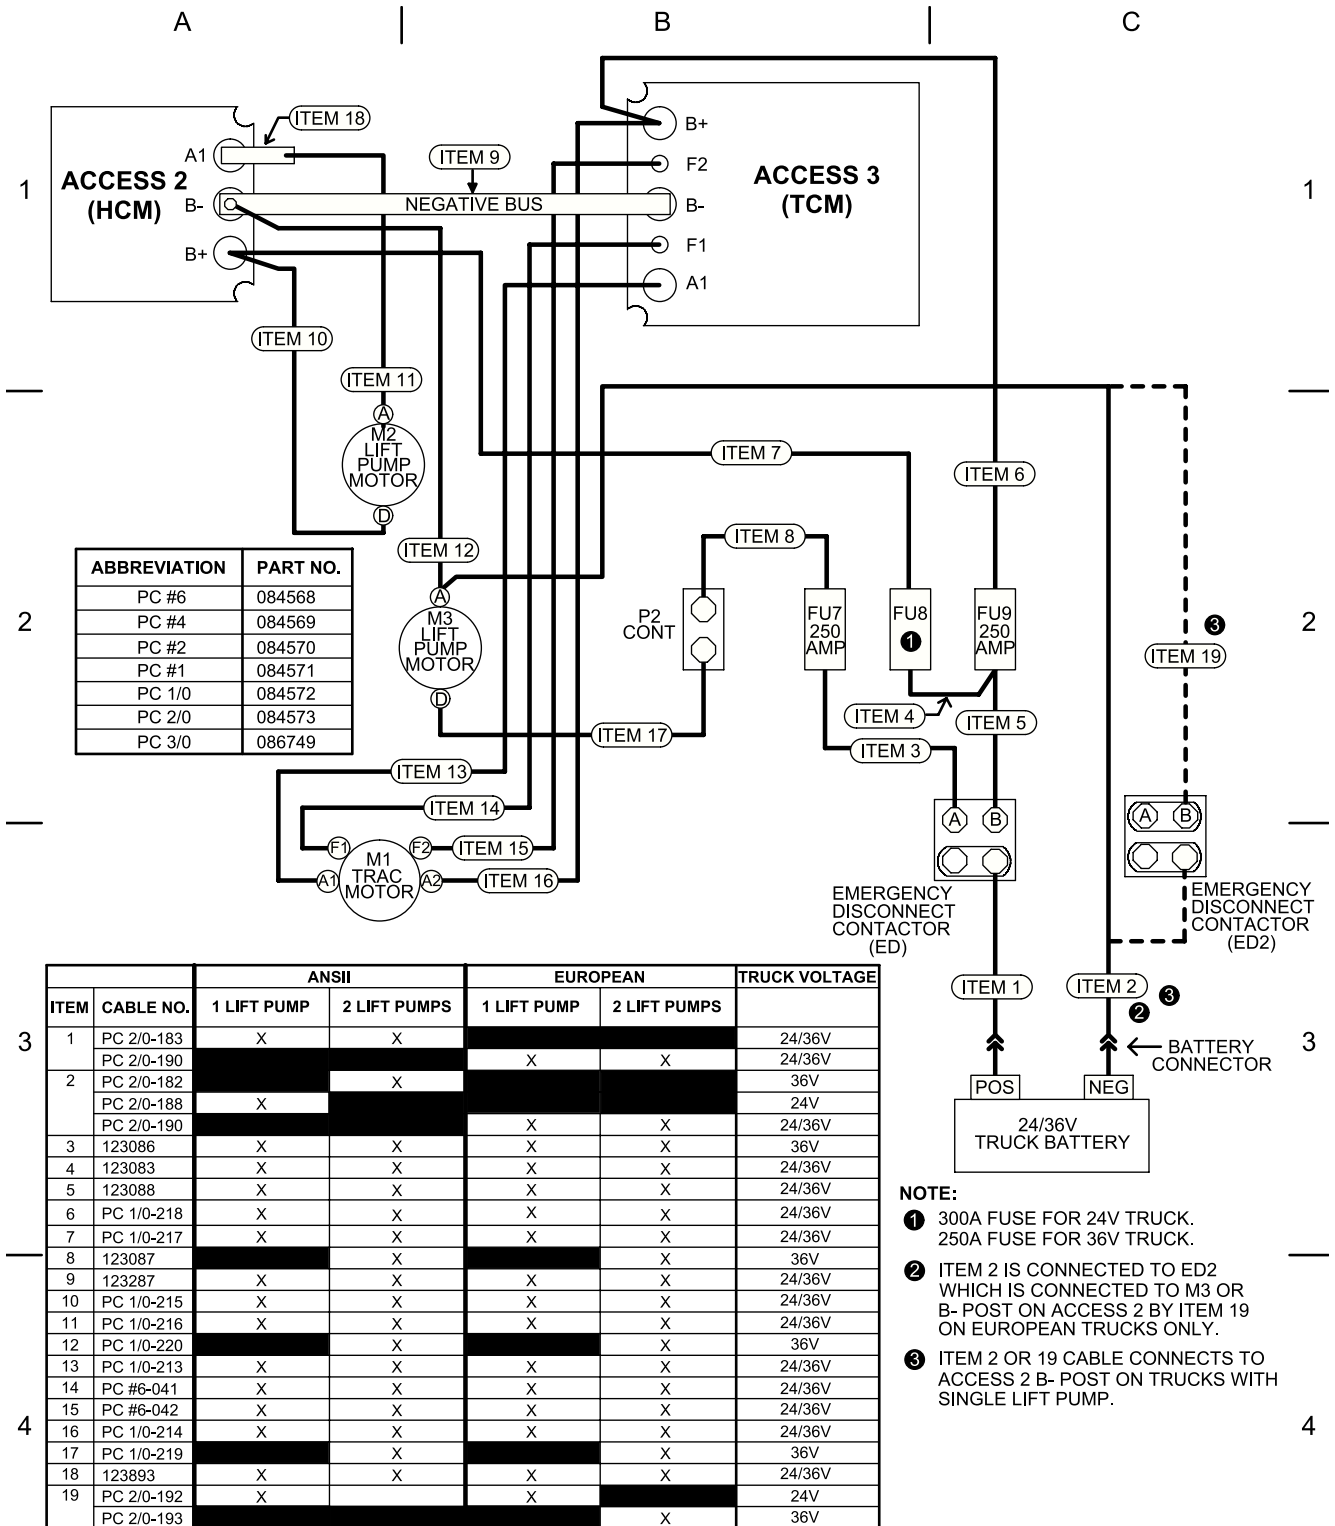 A B C
1 1
2 2
3 3
4 4
ACCESS 2
(HCM)
A1
B-
B+
ITEM 18
ITEM 9
NEGATIVE BUS
ACCESS 3
(TCM)
B+
F2
B-
F1
A1
ITEM 10
ITEM 11
A
M2
LIFT
PUMP
MOTOR
D
ITEM 7
ITEM 6
ITEM 8
ITEM 12
A
M3
LIFT
PUMP
MOTOR
D
P2
CONT
FU7
250
AMP
FU8
1
FU9
250
AMP
3
ITEM 19
ITEM 4
ITEM 5
ITEM 17
ITEM 3
ITEM 13
ITEM 14
ITEM 15
ITEM 16
F1
F2
A1
A2
M1
TRAC
MOTOR
A B
A B
EMERGENCY
DISCONNECT
CONTACTOR
(ED)
EMERGENCY
DISCONNECT
CONTACTOR
(ED2)
ITEM 1
ITEM 2
3
2
BATTERY
CONNECTOR
POS
NEG
24/36V
TRUCK BATTERY
ABBREVIATION PART NO.
PC #6 084568
PC #4 084569
PC #2 084570
PC #1 084571
PC 1/0 084572
PC 2/0 084573
PC 3/0 086749
ANSII EUROPEAN TRUCK VOLTAGE
ITEM CABLE NO. 1 LIFT PUMP 2 LIFT PUMPS 1 LIFT PUMP 2 LIFT PUMPS
1 PC 2/0-183 X X 24/36V
PC 2/0-190 X X 24/36V
2 PC 2/0-182 X 36V
PC 2/0-188 X 24V
PC 2/0-190 X X 24/36V
3 123086 X X X X 36V
4 123083 X X X X 24/36V
5 123088 X X X X 24/36V
6 PC 1/0-218 X X X X 24/36V
7 PC 1/0-217 X X X X 24/36V
8 123087 X X 36V
9 123287 X X X X 24/36V
10 PC 1/0-215 X X X X 24/36V
11 PC 1/0-216 X X X X 24/36V
12 PC 1/0-220 X X 36V
13 PC 1/0-213 X X X X 24/36V
14 PC #6-041 X X X X 24/36V
15 PC #6-042 X X X X 24/36V
16 PC 1/0-214 X X X X 24/36V
17 PC 1/0-219 X X 36V
18 123893 X X X X 24/36V
19 PC 2/0-192 X X 24V
PC 2/0-193 X 36V
NOTE:
1 300A FUSE FOR 24V TRUCK.
250A FUSE FOR 36V TRUCK.
2 ITEM 2 IS CONNECTED TO ED2
WHICH IS CONNECTED TO M3 OR
B- POST ON ACCESS 2 BY ITEM 19
ON EUROPEAN TRUCKS ONLY.
3 ITEM 2 OR 19 CABLE CONNECTS TO
ACCESS 2 B- POST ON TRUCKS WITH
SINGLE LIFT PUMP.